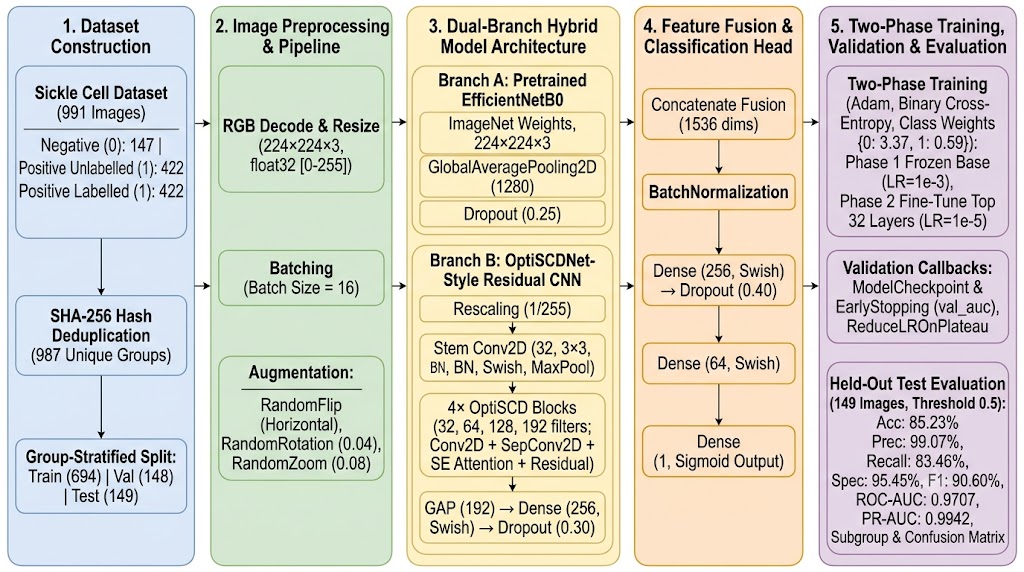 1. Dataset
Construction
Sickle Cell Dataset
(991 Images)
Negative (0): 147 |
Positive Unlabelled (1): 422
Positive Labelled (1): 422
SHA-256 Hash
Deduplication
(987 Unique Groups)
Group-Stratified Split:
Train (694) | Val (148)
| Test (149)
2. Image Preprocessing
& Pipeline
RGB Decode & Resize
(224×224×3,
float32 [0-255])
Batching
(Batch Size = 16)
Augmentation:
RandomFlip
(Horizontal),
RandomRotation (0.04),
RandomZoom (0.08)
3. Dual-Branch Hybrid
Model Architecture
Branch A: Pretrained
EfficientNetB0
ImageNet Weights,
224×224×3
GlobalAveragePooling2D
(1280)
Dropout (0.25)
Branch B: OptiSCDNet-
Style Residual CNN
Rescaling (1/255)
Stem Conv2D (32, 3×3,
BN, BN, Swish, MaxPool)
4× OptiSCD Blocks
(32, 64, 128, 192 filters;
Conv2D + SepConv2D +
SE Attention + Residual)
GAP (192) → Dense (256,
Swish) → Dropout (0.30)
4. Feature Fusion &
Classification Head
Concatenate Fusion
(1536 dims)
BatchNormalization
Dense (256, Swish)
→ Dropout (0.40)
Dense (64, Swish)
Dense
(1, Sigmoid Output)
5. Two-Phase Training,
Validation & Evaluation
Two-Phase Training
(Adam, Binary Cross-
Entropy, Class Weights
{0: 3.37, 1: 0.59}):
Phase 1 Frozen Base
(LR=1e-3),
Phase 2 Fine-Tune Top
32 Layers (LR=1e-5)
Validation Callbacks:
ModelCheckpoint &
EarlyStopping (val_auc),
ReduceLROnPlateau
Held-Out Test Evaluation
(149 Images, Threshold 0.5):
Acc: 85.23%
Prec: 99.07%
Recall: 83.46%
Spec: 95.45%, F1: 90.60%,
ROC-AUC: 0.9707,
PR-AUC: 0.9942,
Subgroup & Confusion Matrix